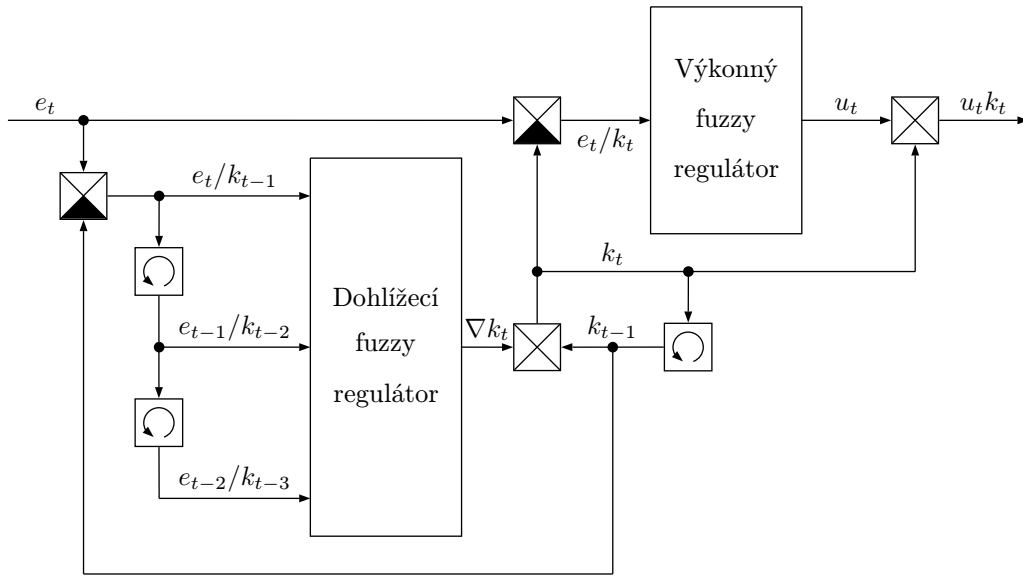 Výkonný
fuzzy
regulátor
e_t
e_t/k_t
u_t
u_t k_t
e_t/k_{t−1}
k_t
Dohlížecí
fuzzy
regulátor
e_{t−1}/k_{t−2}
∇k_t
k_{t−1}
e_{t−2}/k_{t−3}